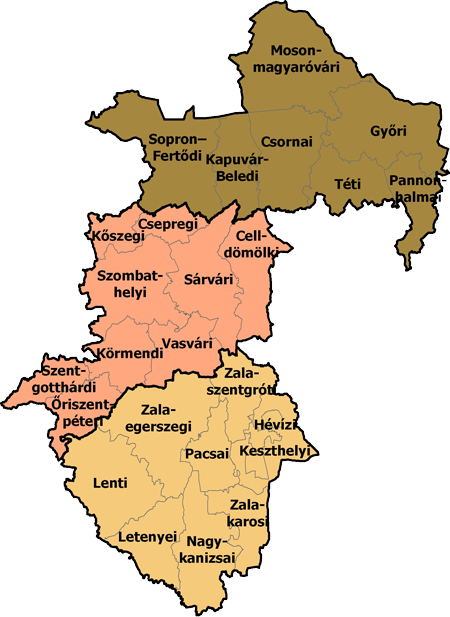 Moson-
magyaróvári
Sopron–
Fertődi
Kapuvár-
Beledi
Csornai
Győri
Téti
Pannon-
halmai
Kőszegi
Csepregi
Cell-
dömölki
Szombat-
helyi
Sárvári
Körmendi
Vasvári
Szent-
gotthárdi
Őriszent-
péteri
Zala-
szentgróti
Zala-
egerszegi
Hévízi
Keszthelyi
Pacsai
Lenti
Zala-
karosi
Letenyei
Nagy-
kanizsai